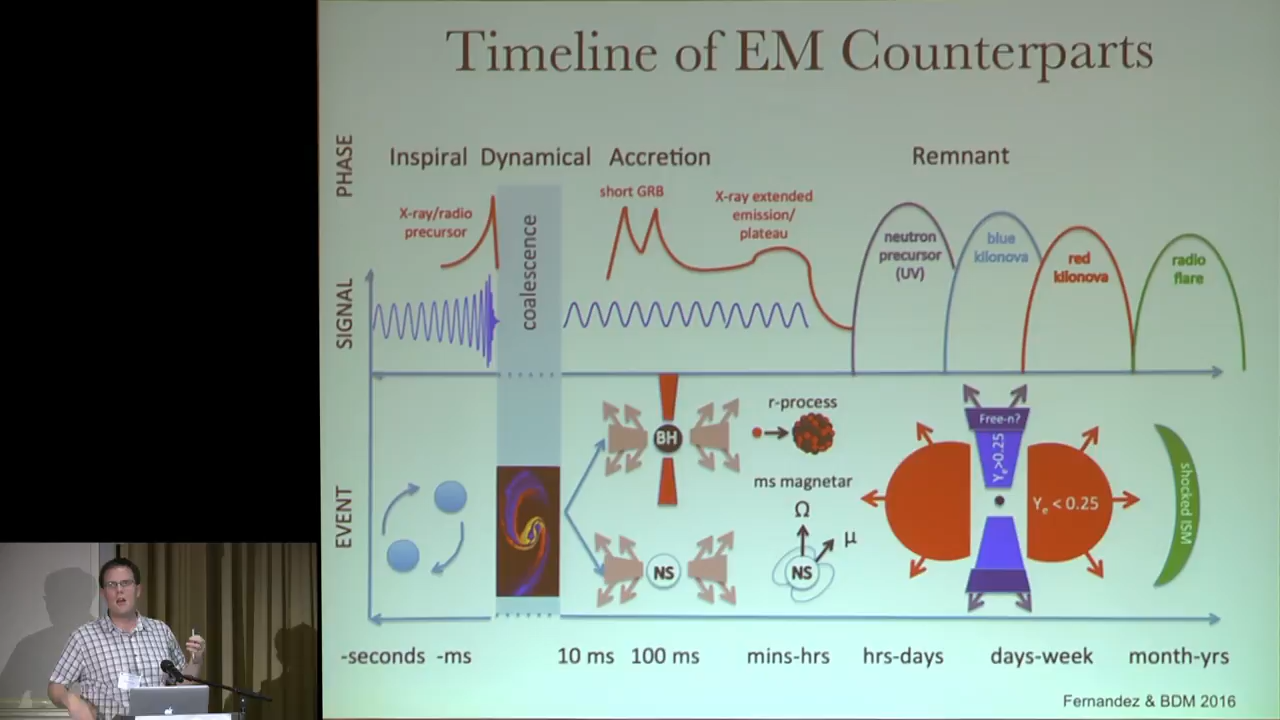 Timeline of EM Counterparts
PHASE
Inspiral
Dynamical
Accretion
Remnant
SIGNAL
X-ray/radio
precursor
coalescence
short GRB
X-ray extended
emission/
plateau
neutron
precursor
(UV)
blue
kilonova
red
kilonova
radio
flare
EVENT
BH
NS
r-process
ms magnetar
Ω
μ
NS
Free-n?
Yₑ>0.25
Yₑ < 0.25
shocked ISM
-seconds
-ms
10 ms
100 ms
mins-hrs
hrs-days
days-week
month-yrs
Fernandez & BDM 2016